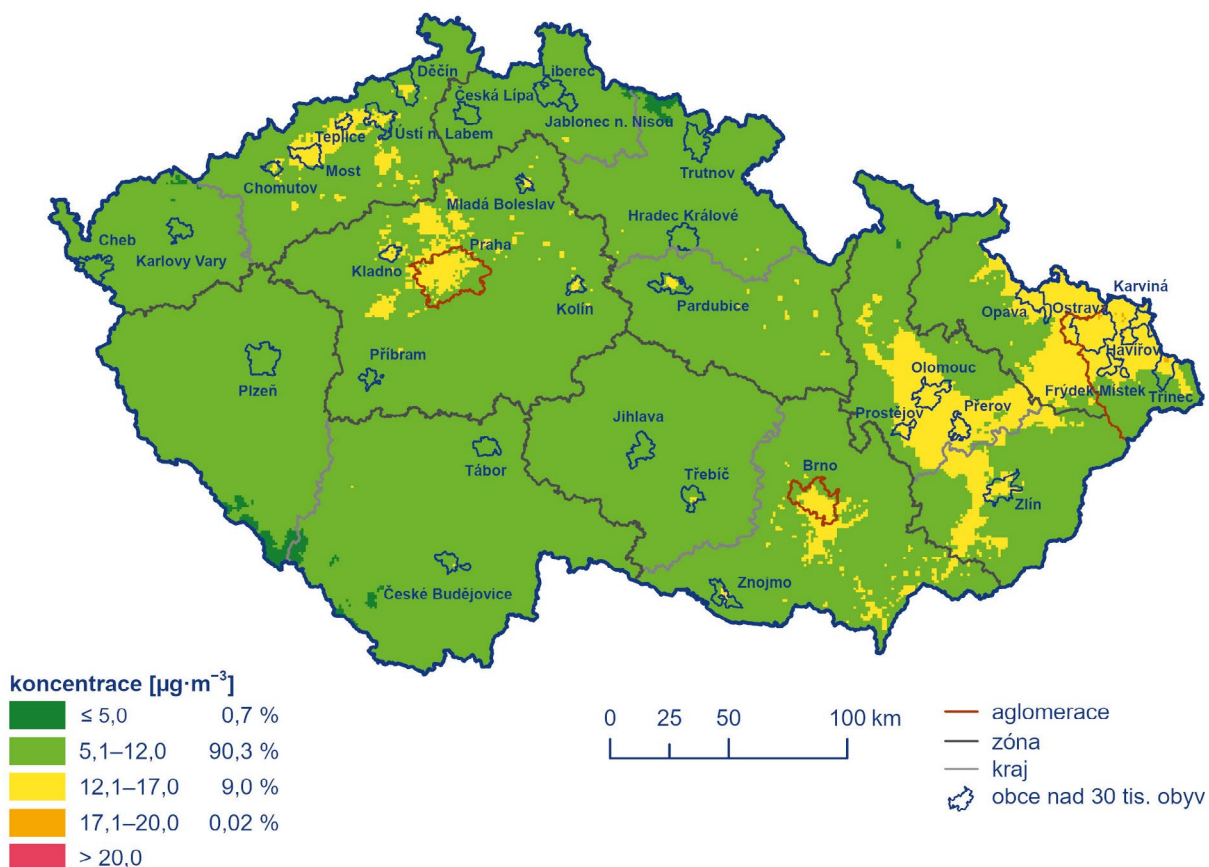 Děčín
Liberec
Česká Lípa
Jablonec n. Nisou
Teplice
Ústí n. Labem
Trutnov
Most
Chomutov
Mladá Boleslav
Hradec Králové
Cheb
Karlovy Vary
Praha
Kladno
Kolín
Pardubice
Karviná
Opava
Ostrava
Havířov
Příbram
Plzeň
Olomouc
Frýdek-Místek
Třinec
Prostějov
Přerov
Jihlava
Tábor
Třebíč
Brno
Zlín
České Budějovice
Znojmo
koncentrace [µg·m⁻³]
≤ 5,0 0,7 %
5,1–12,0 90,3 %
12,1–17,0 9,0 %
17,1–20,0 0,02 %
> 20,0
0 25 50 100 km
aglomerace
zóna
kraj
obce nad 30 tis. obyv